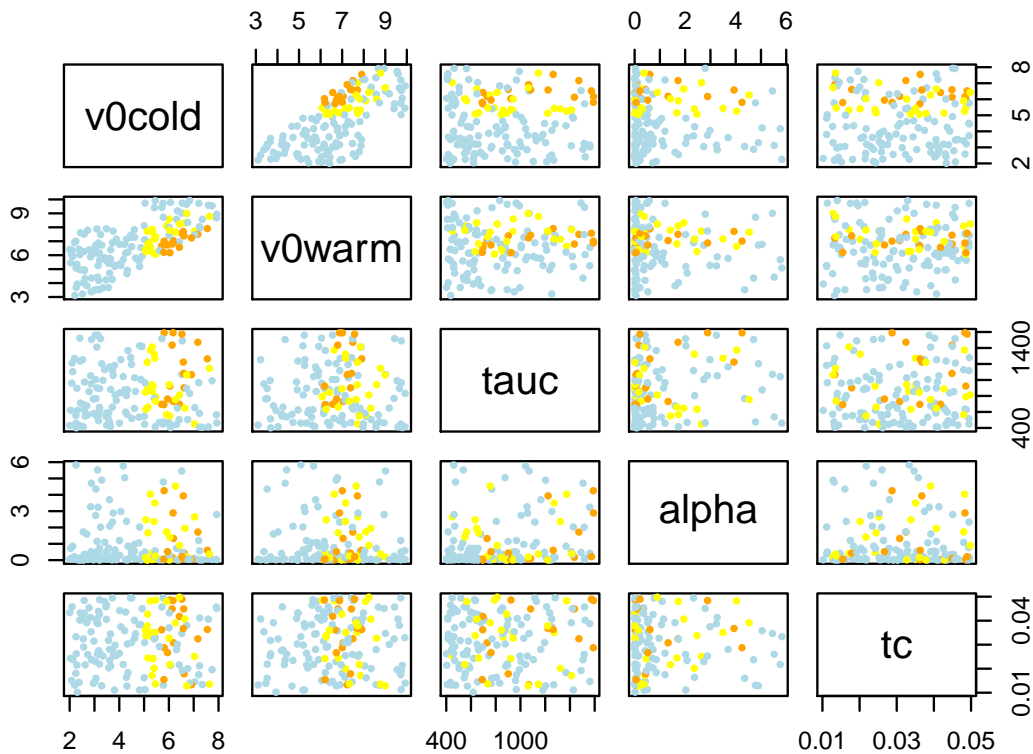 3 5 7 9 0 2 4 6
v0cold 2 5 8
3 6 9 v0warm
tauc 400 1400
0 3 6 alpha
tc 0.01 0.04
2 4 6 8 400 1000 0.01 0.03 0.05